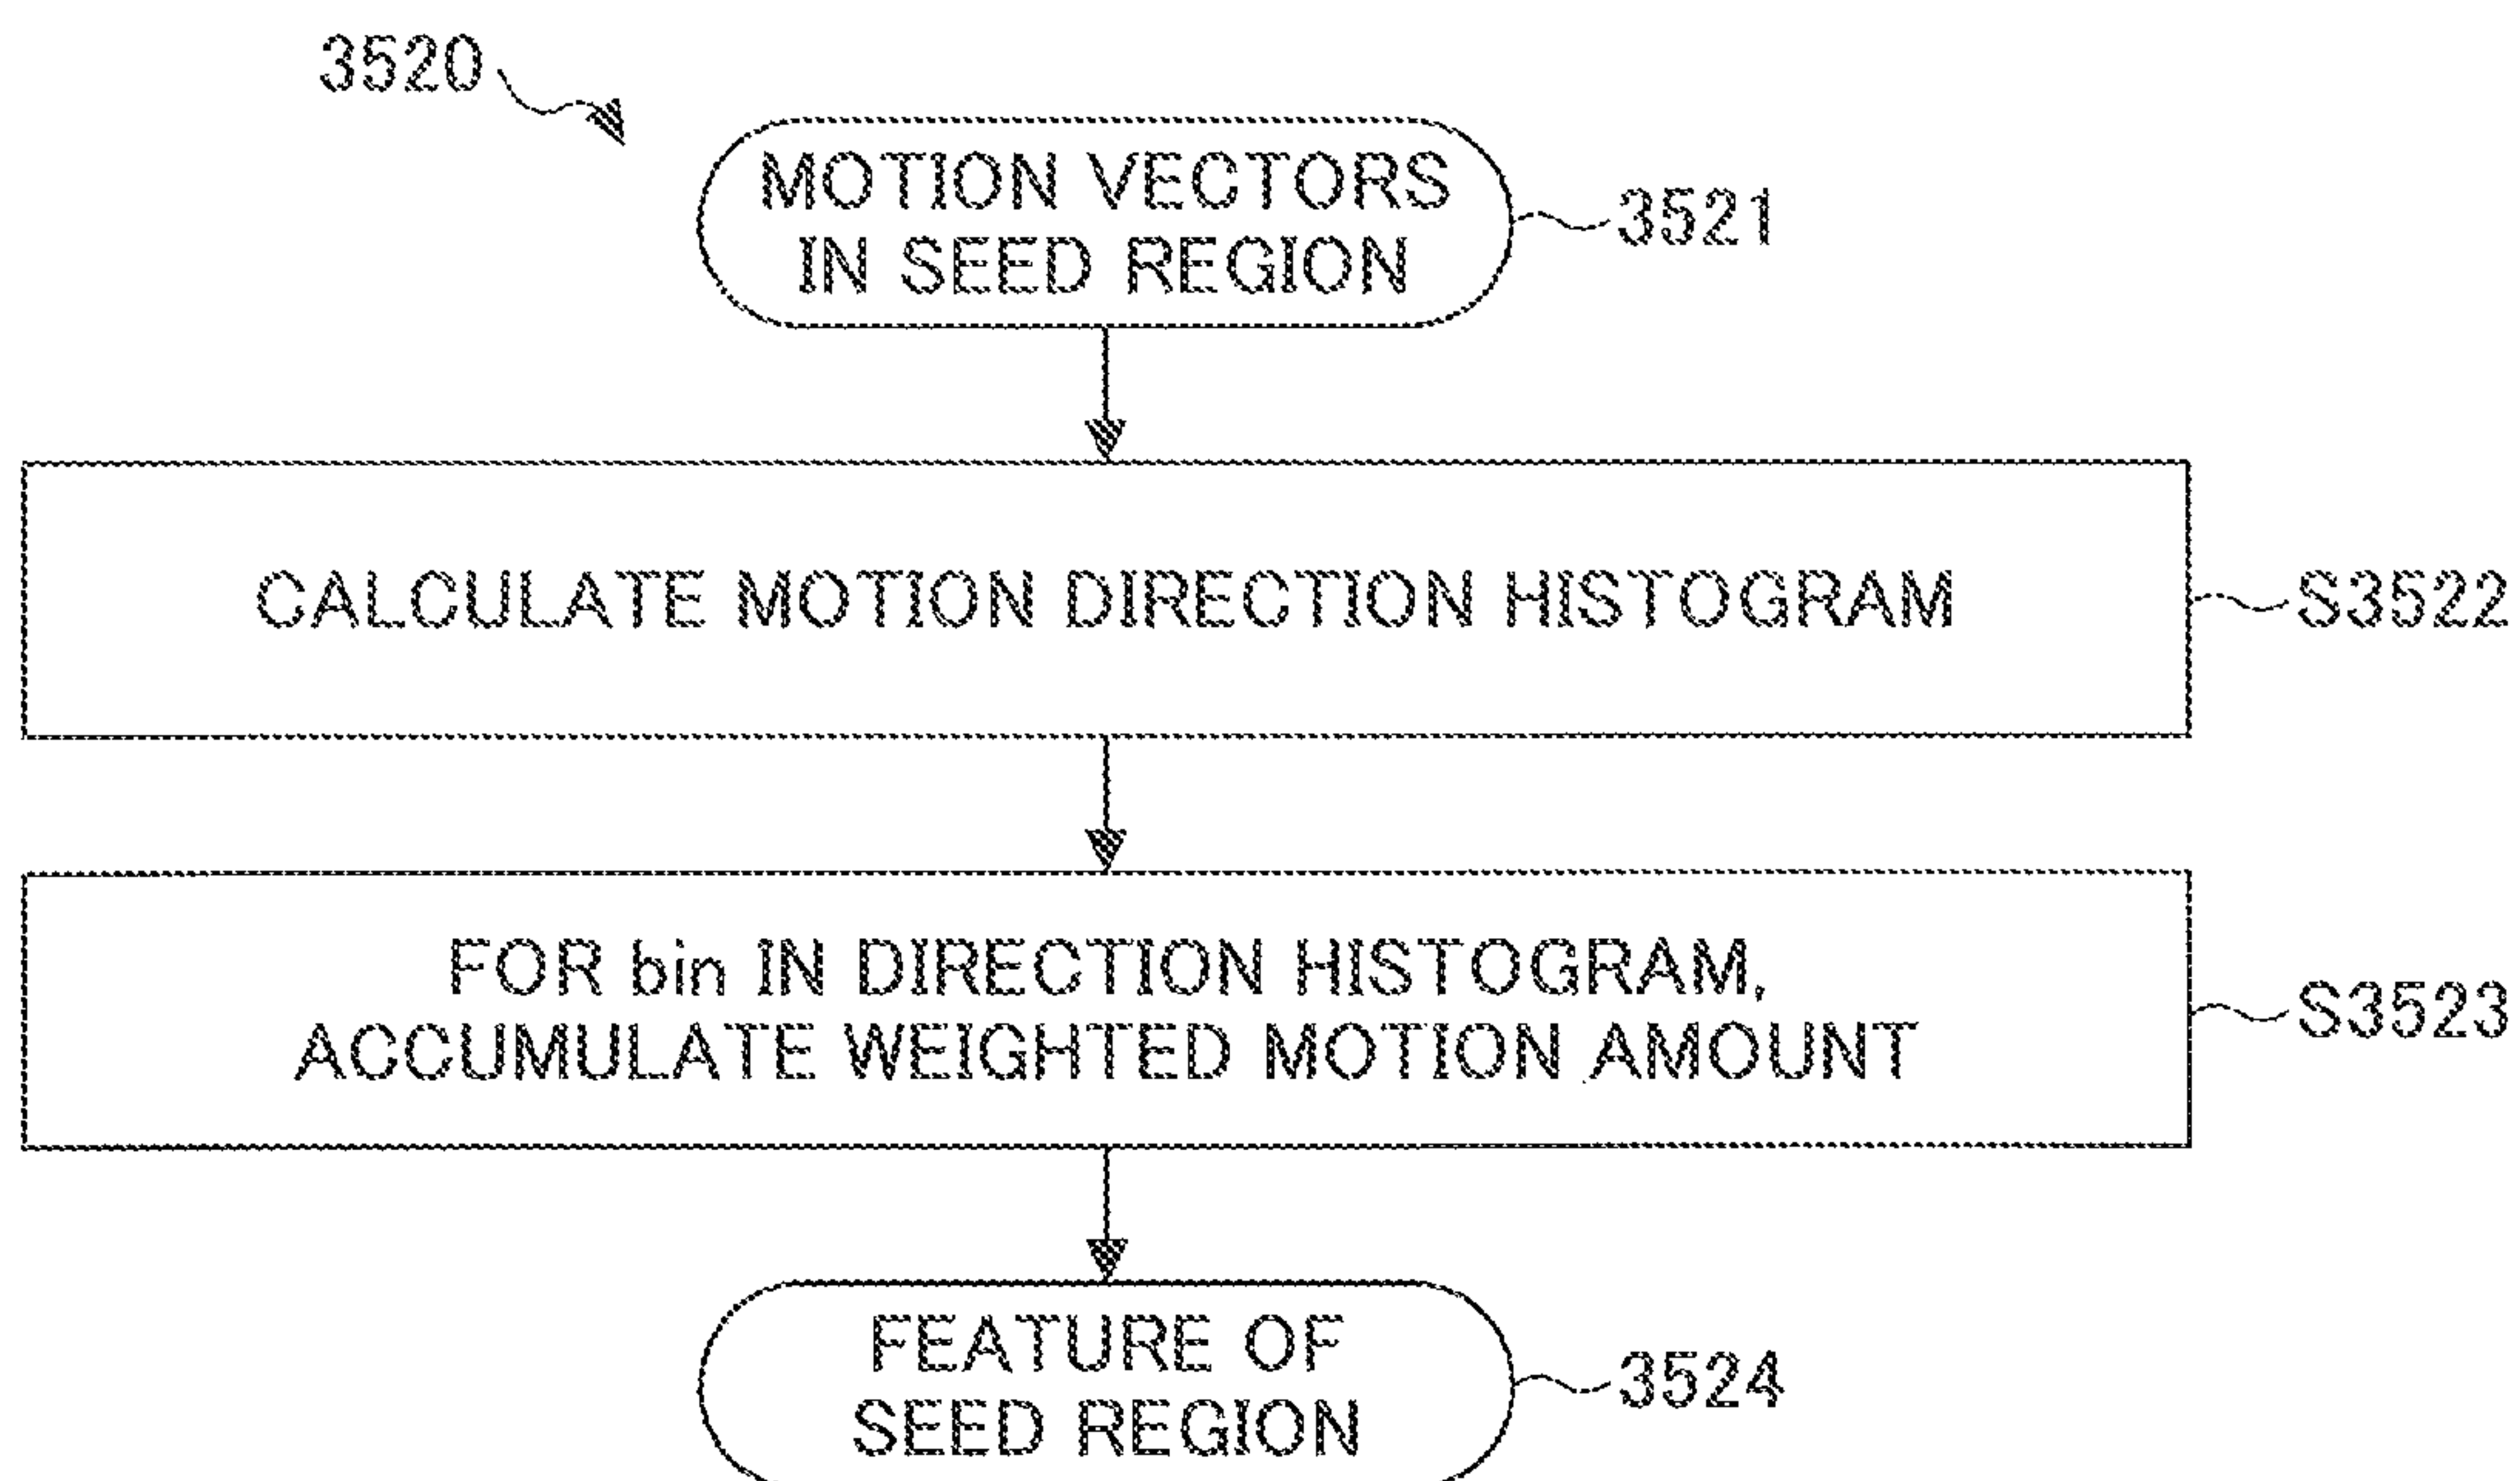 3520
MOTION VECTORS
IN SEED REGION
3521
CALCULATE MOTION DIRECTION HISTOGRAM
S3522
FOR bin IN DIRECTION HISTOGRAM,
ACCUMULATE WEIGHTED MOTION AMOUNT
S3523
FEATURE OF
SEED REGION
3524